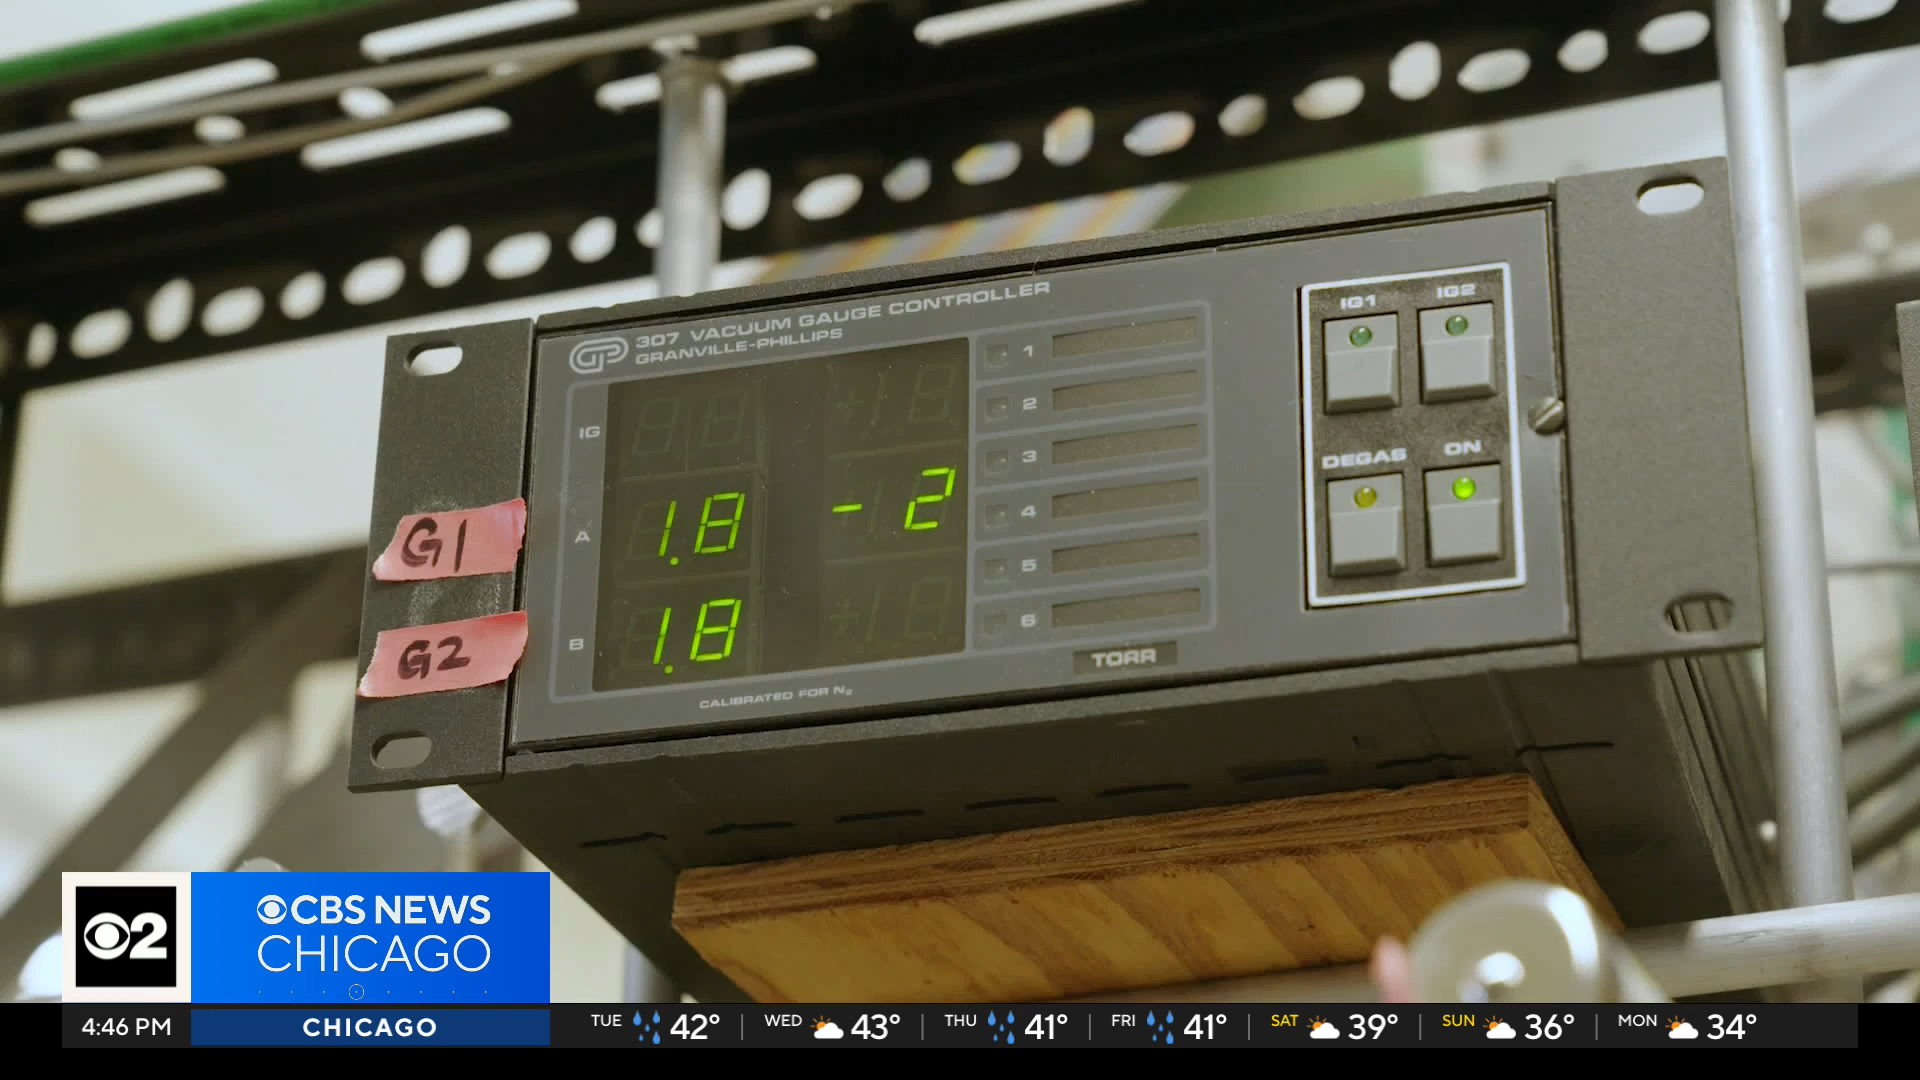 307 VACUUM GAUGE CONTROLLER
GRANVILLE-PHILLIPS
GP
IG
A 1.8 - 2
B 1.8
G1
G2
1
2
3
4
5
6
TORR
CALIBRATED FOR N₂
IG1 IG2
DEGAS ON
2
CBS NEWS
CHICAGO
4:46 PM CHICAGO TUE 42° WED 43° THU 41° FRI 41° SAT 39° SUN 36° MON 34°